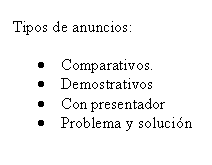 Tipos de anuncios:
• Comparativos.
• Demostrativos
• Con presentador
• Problema y solución